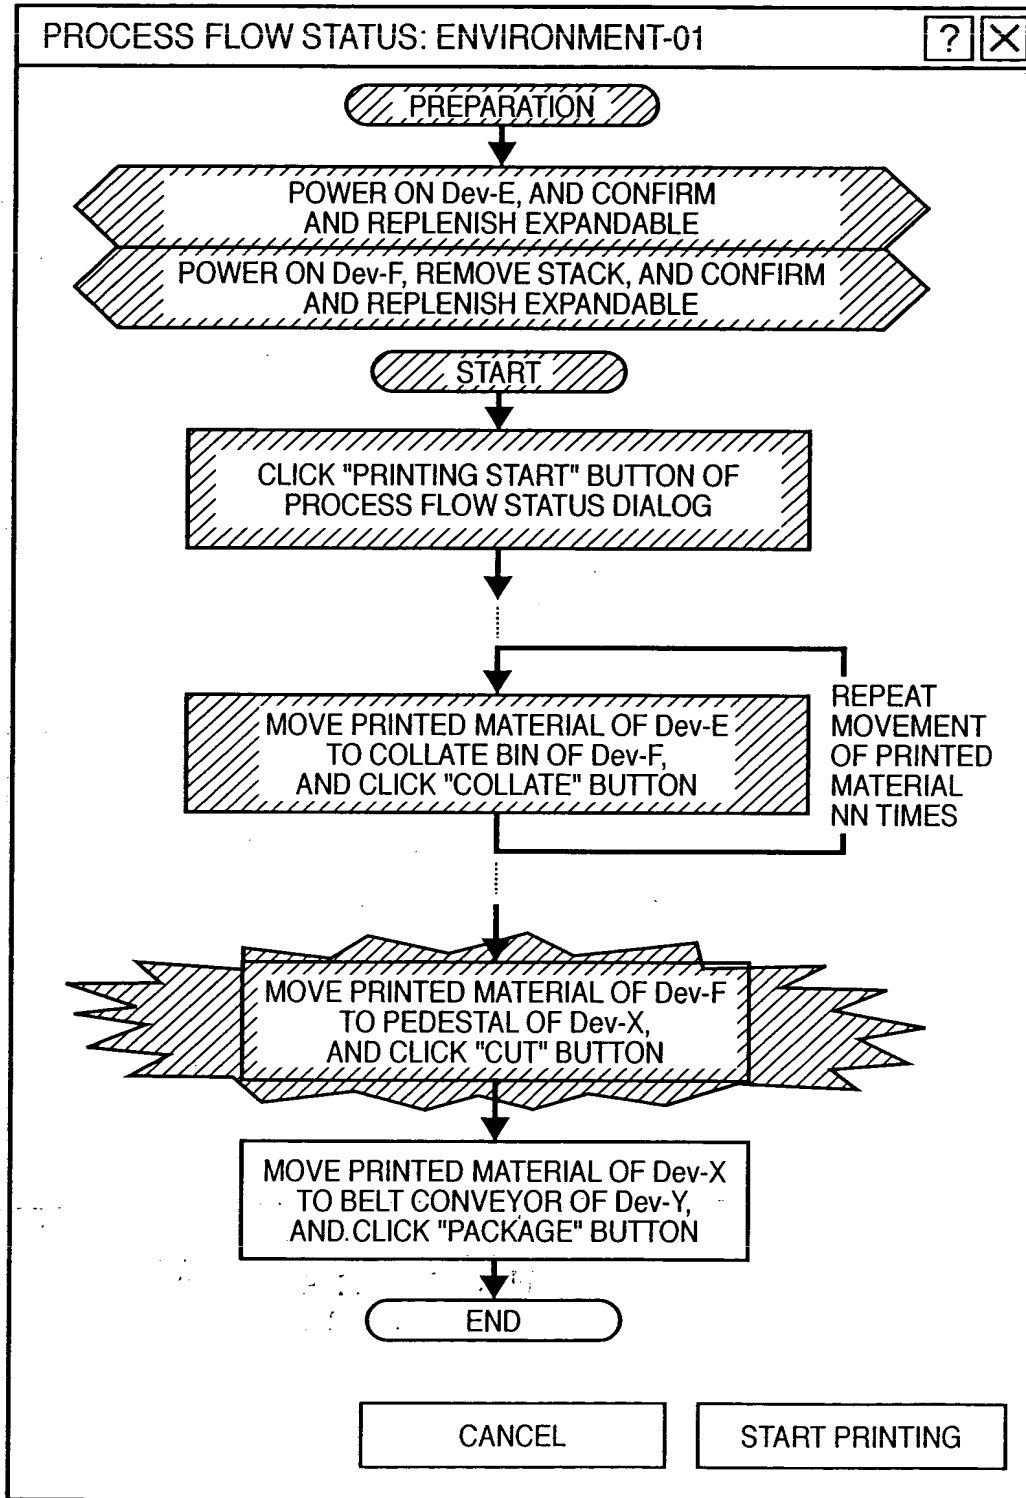 PROCESS FLOW STATUS: ENVIRONMENT-01
? X
PREPARATION
POWER ON Dev-E, AND CONFIRM
AND REPLENISH EXPANDABLE
POWER ON Dev-F, REMOVE STACK, AND CONFIRM
AND REPLENISH EXPANDABLE
START
CLICK "PRINTING START" BUTTON OF
PROCESS FLOW STATUS DIALOG
MOVE PRINTED MATERIAL OF Dev-E
TO COLLATE BIN OF Dev-F,
AND CLICK "COLLATE" BUTTON
REPEAT
MOVEMENT
OF PRINTED
MATERIAL
NN TIMES
MOVE PRINTED MATERIAL OF Dev-F
TO PEDESTAL OF Dev-X,
AND CLICK "CUT" BUTTON
MOVE PRINTED MATERIAL OF Dev-X
TO BELT CONVEYOR OF Dev-Y,
AND CLICK "PACKAGE" BUTTON
END
CANCEL
START PRINTING